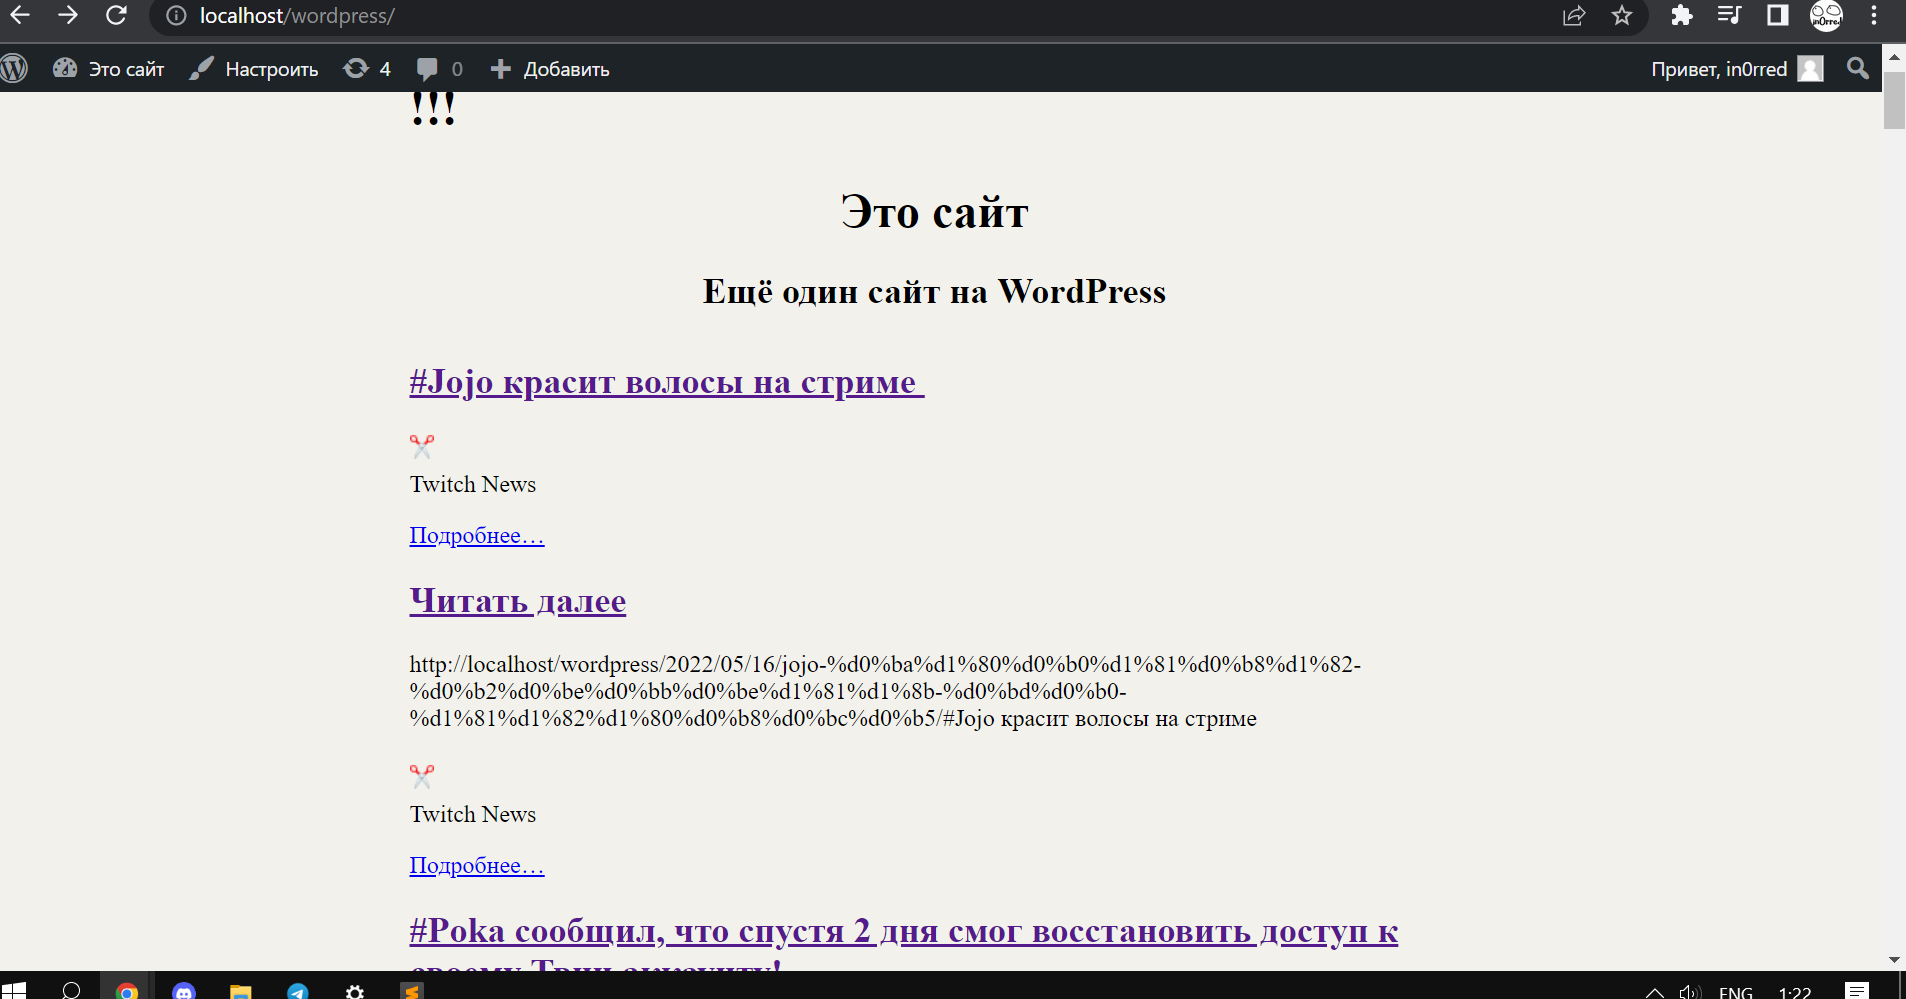 localhost/wordpress/
in0rred
Это сайт
Настроить
4
0
Добавить
Привет, in0rred
!!!
Это сайт
Ещё один сайт на WordPress
#Jojo красит волосы на стриме
Twitch News
Подробнее…
Читать далее
http://localhost/wordpress/2022/05/16/jojo-%d0%ba%d1%80%d0%b0%d1%81%d0%b8%d1%82-
%d0%b2%d0%be%d0%bb%d0%be%d1%81%d1%8b-%d0%bd%d0%b0-
%d1%81%d1%82%d1%80%d0%b8%d0%bc%d0%b5/#Jojo красит волосы на стриме
Twitch News
Подробнее…
#Poka сообщил, что спустя 2 дня смог восстановить доступ к
своему Твич аккаунту!
ENG
1:22